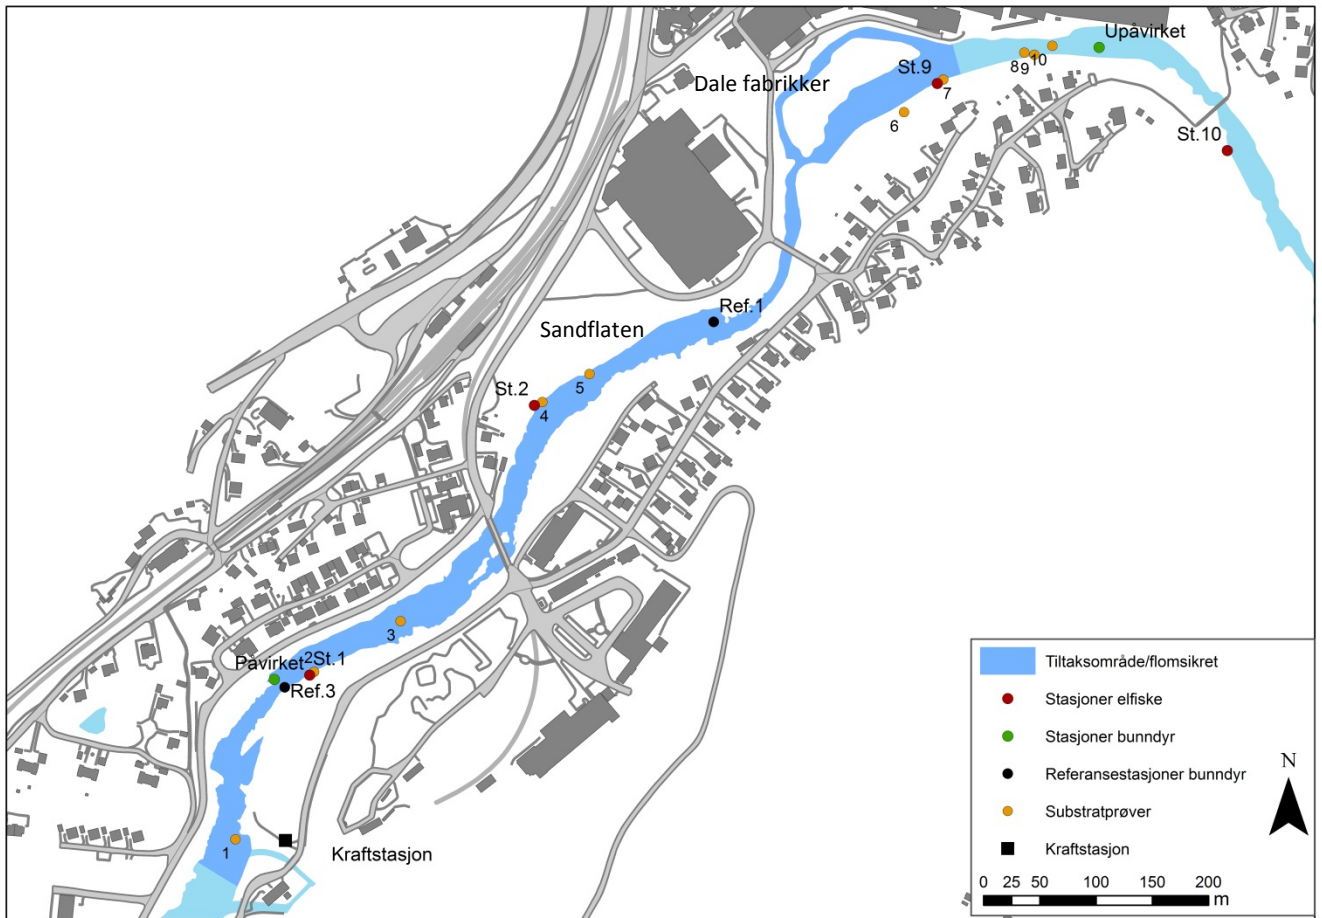 Upåvirket
St.9
Dale fabrikker
8
9
10
7
6
St.10
Ref.1
Sandflaten
5
St.2
4
3
Påvirket
2
St.1
Ref.3
1
Kraftstasjon
Tiltaksområde/flomsikret
Stasjoner elfiske
Stasjoner bunndyr
Referansestasjoner bunndyr
Substratprøver
Kraftstasjon
N
0 25 50 100 150 200
m